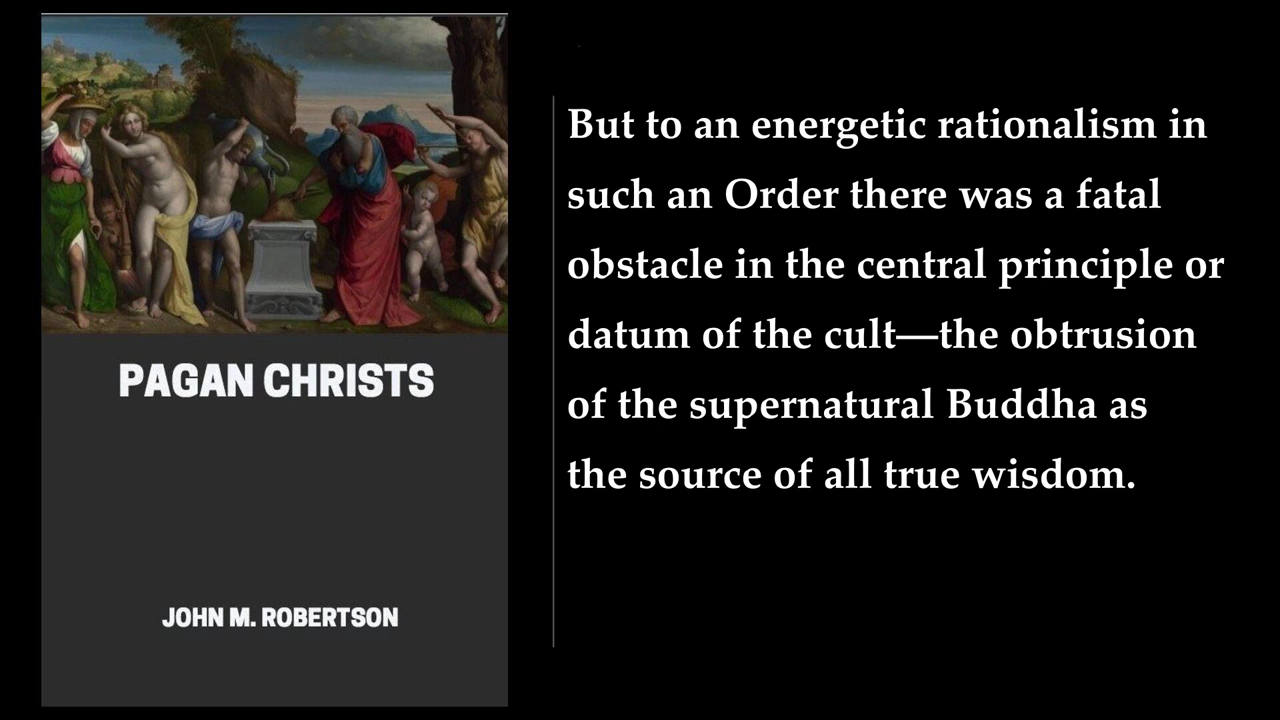 PAGAN CHRISTS
JOHN M. ROBERTSON
But to an energetic rationalism in
such an Order there was a fatal
obstacle in the central principle or
datum of the cult—the obtrusion
of the supernatural Buddha as
the source of all true wisdom.